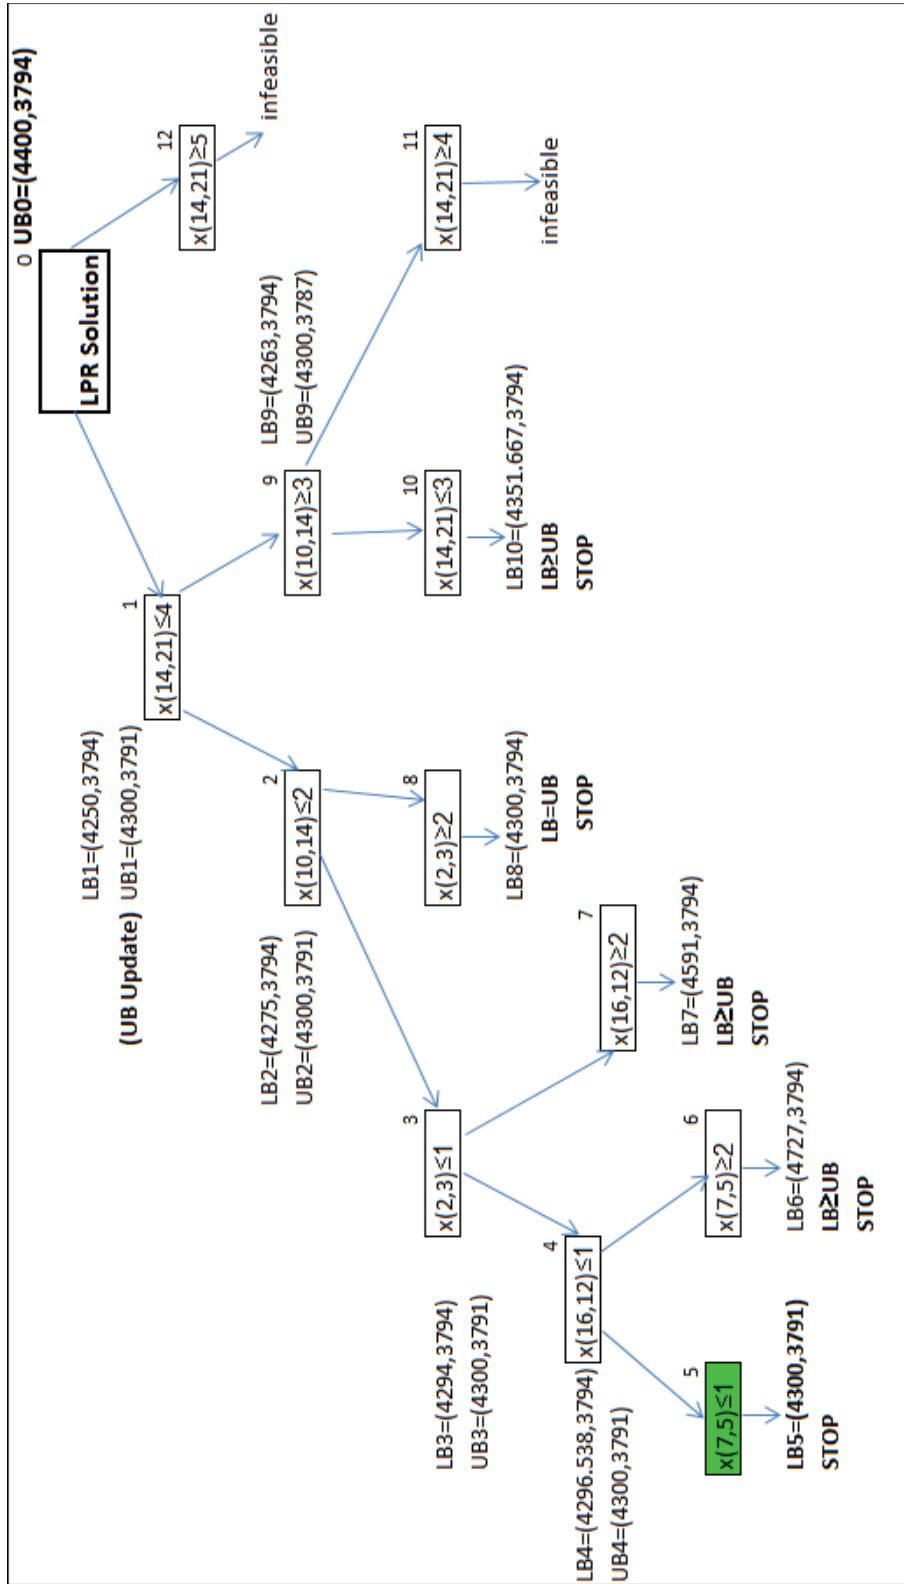 0 UB0=(4400,3794)
LPR Solution
12
x(14,21)≥5
infeasible
LB1=(4250,3794)
UB1=(4300,3791)
(UB Update)
1
x(14,21)≤4
LB9=(4263,3794)
UB9=(4300,3787)
9
x(10,14)≥3
11
x(14,21)≥4
infeasible
10
x(14,21)≤3
LB10=(4351.667,3794)
LB≥UB
STOP
LB2=(4275,3794)
UB2=(4300,3791)
2
x(10,14)≤2
8
x(2,3)≥2
LB8=(4300,3794)
LB=UB
STOP
LB3=(4294,3794)
UB3=(4300,3791)
3
x(2,3)≤1
7
x(16,12)≥2
LB7=(4591,3794)
LB≥UB
STOP
LB4=(4296.538,3794)
UB4=(4300,3791)
4
x(16,12)≤1
6
x(7,5)≥2
LB6=(4727,3794)
LB≥UB
STOP
5
x(7,5)≤1
LB5=(4300,3791)
STOP